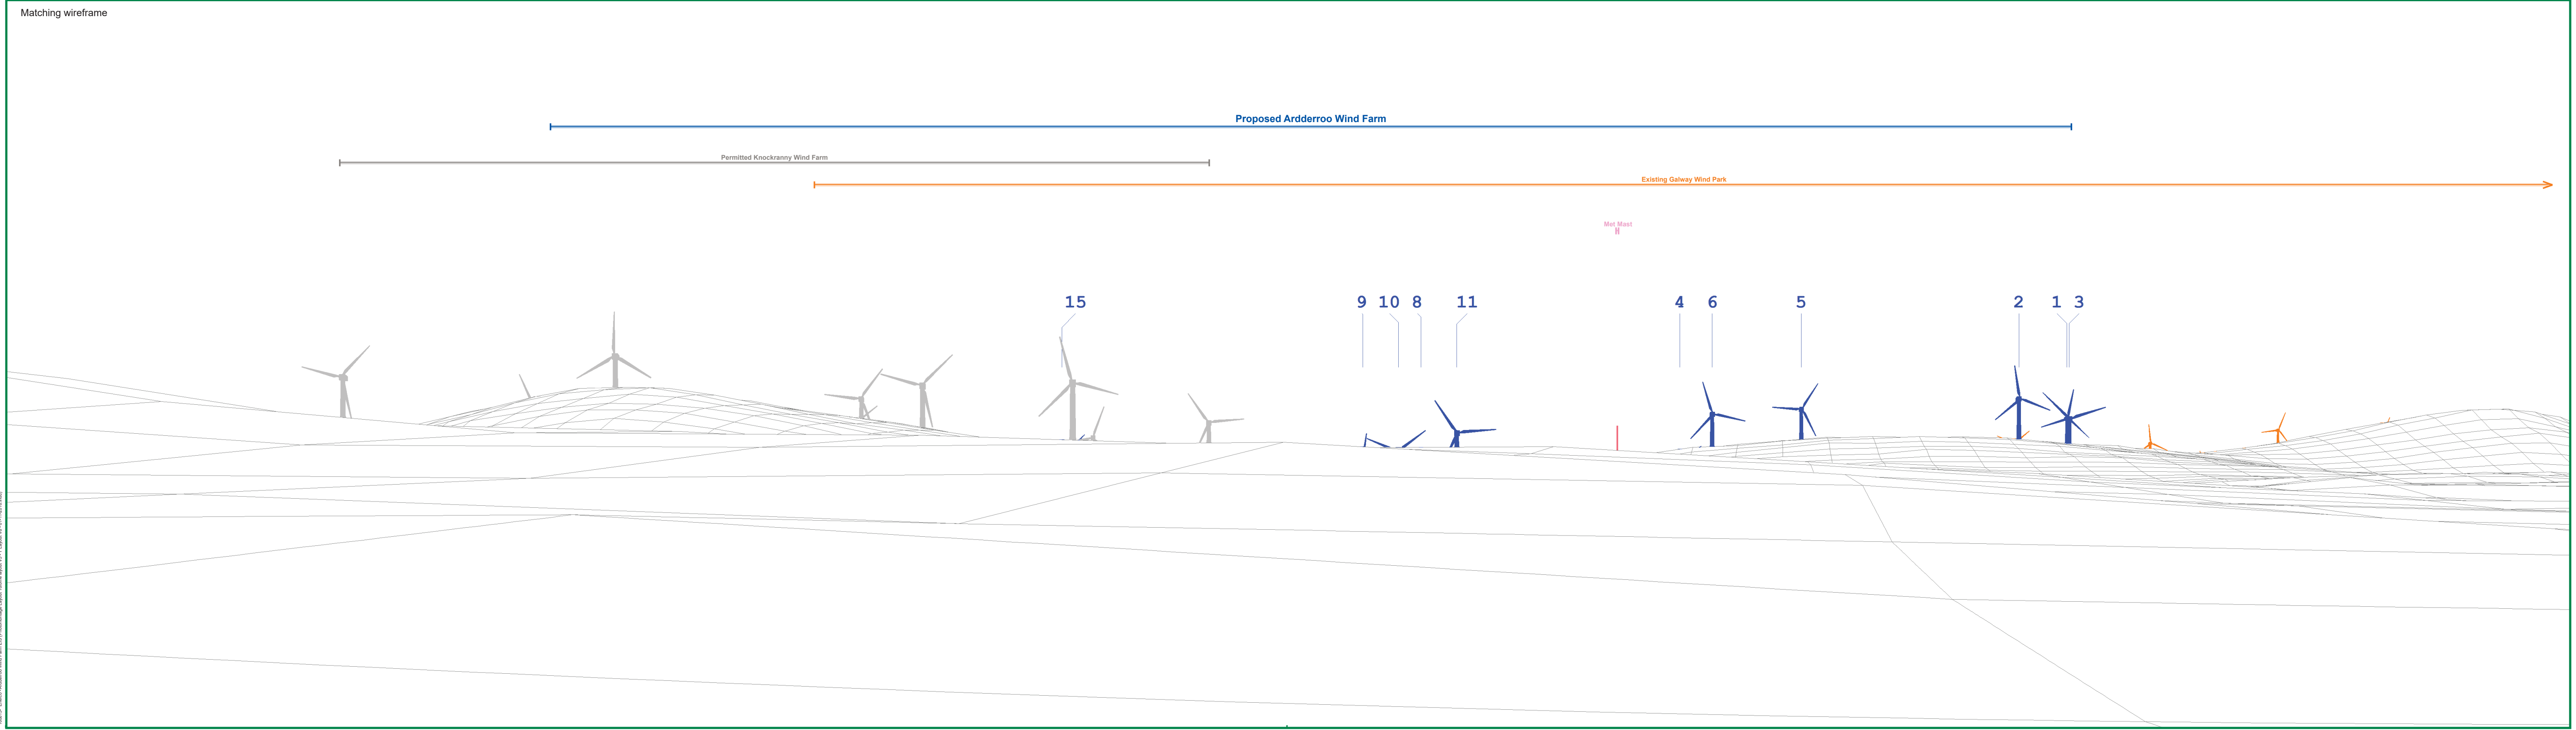 Matching wireframe
Proposed Ardderroo Wind Farm
Permitted Knockranny Wind Farm
Existing Galway Wind Park
Met Mast
15 9 10 8 11 4 6 5 2 1 3